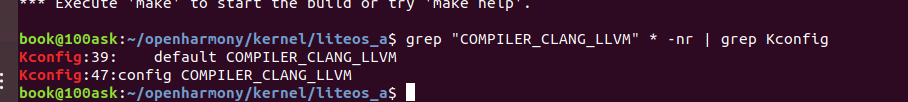 *** Execute 'make' to start the build or try 'make help'.
book@100ask:~/openharmony/kernel/liteos_a$ grep "COMPILER_CLANG_LLVM" * -nr | grep Kconfig
Kconfig:39:    default COMPILER_CLANG_LLVM
Kconfig:47:config COMPILER_CLANG_LLVM
book@100ask:~/openharmony/kernel/liteos_a$